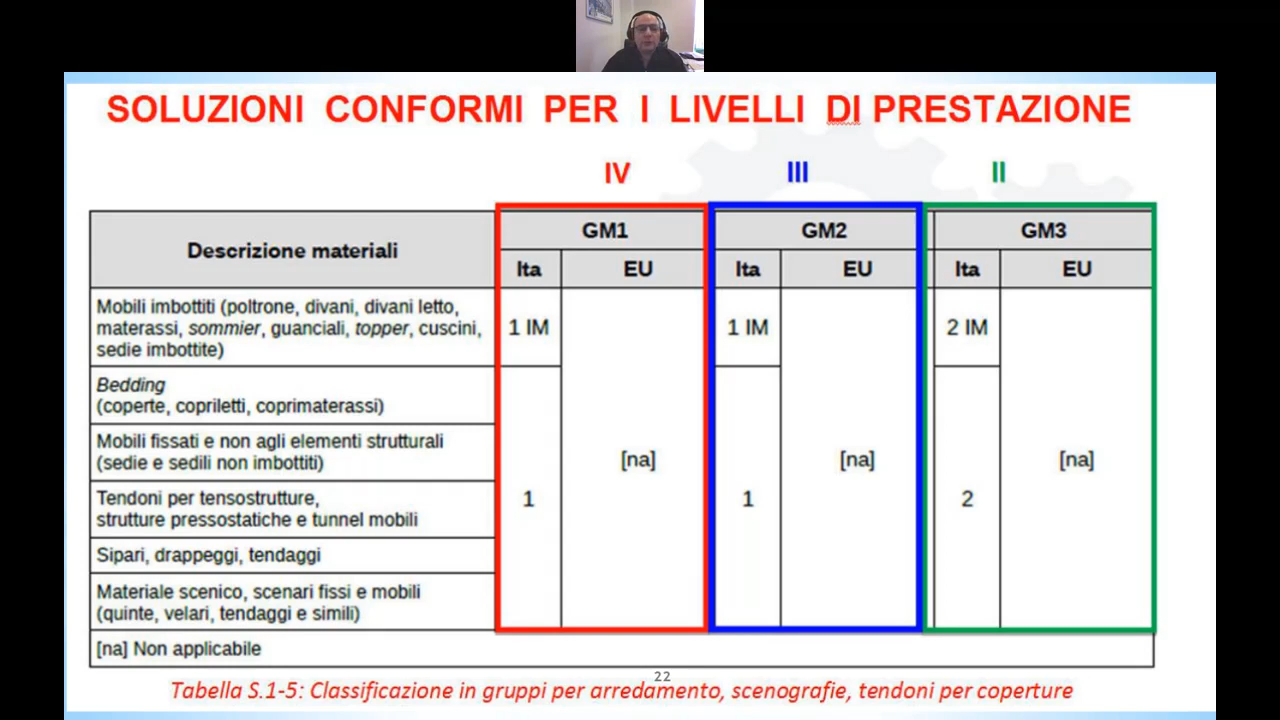 SOLUZIONI CONFORMI PER I LIVELLI DI PRESTAZIONE
IV III II
Descrizione materiali
GM1 GM2 GM3
Ita EU Ita EU Ita EU
Mobili imbottiti (poltrone, divani, divani letto,
materassi, sommier, guanciali, topper, cuscini,
sedie imbottite)
1 IM 1 IM 2 IM
Bedding
(coperte, copriletti, coprimaterassi)
Mobili fissati e non agli elementi strutturali
(sedie e sedili non imbottiti)
[na] [na] [na]
Tendoni per tensostrutture,
strutture pressostatiche e tunnel mobili
1 1 2
Sipari, drappeggi, tendaggi
Materiale scenico, scenari fissi e mobili
(quinte, velari, tendaggi e simili)
[na] Non applicabile
22
Tabella S.1-5: Classificazione in gruppi per arredamento, scenografie, tendoni per coperture